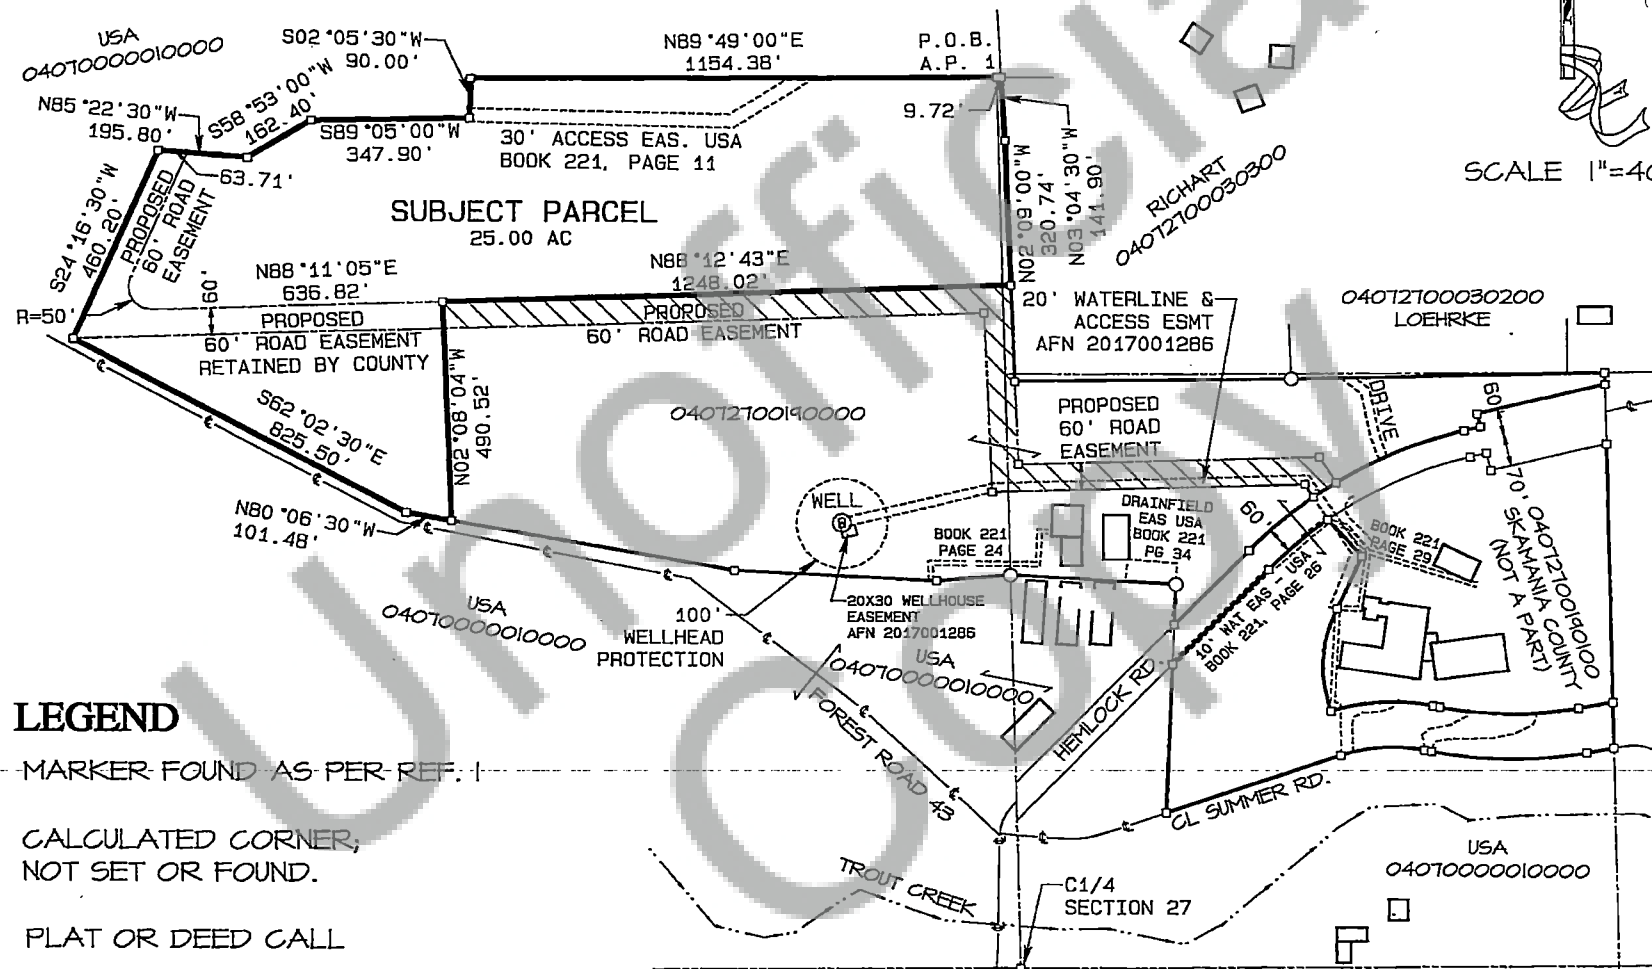 USA
04070000010000
S02°05'30"W
90.00'
N89°49'00"E
1154.38'
P.O.B.
A.P. 1
N85°22'30"W
195.80'
S58°53'00"W
162.40'
S89°05'00"W
347.90'
30' ACCESS EAS. USA
BOOK 221, PAGE 11
9.72'
63.71'
SCALE 1"=40
RICHART
04072700030300
S24°16'30"W
460.20'
PROPOSED
60' ROAD
EASEMENT
SUBJECT PARCEL
25.00 AC
N02°09'00"W
320.74'
N03°04'30"W
141.90'
N88°11'05"E
636.82'
N88°12'43"E
1248.02'
60'
R=50'
PROPOSED
60' ROAD EASEMENT
RETAINED BY COUNTY
PROPOSED
60' ROAD EASEMENT
20' WATERLINE &
ACCESS ESMT
AFN 2017001286
04072700030200
LOEHRKE
S62°02'30"E
825.50'
N02°08'04"W
490.52'
04072700190000
PROPOSED
60' ROAD
EASEMENT
DRIVE
60'
N80°06'30"W
101.48'
WELL
DRAINFIELD
EAS USA
BOOK 221
PG 34
BOOK 221
PAGE 24
60'
BOOK 221
PAGE 29
70'
04072700190100
SKAMANIA COUNTY
(NOT A PART)
10' WAT EAS - USA
BOOK 221, PAGE 26
USA
04070000010000
100'
WELLHEAD
PROTECTION
20X30 WELLHOUSE
EASEMENT
AFN 2017001286
USA
04070000010000
HEMLOCK RD.
FOREST ROAD 43
CL SUMMER RD.
LEGEND
MARKER FOUND AS PER REF. 1
CALCULATED CORNER,
NOT SET OR FOUND.
PLAT OR DEED CALL
TROUT CREEK
C1/4
SECTION 27
USA
04070000010000
Unofficial
Copy